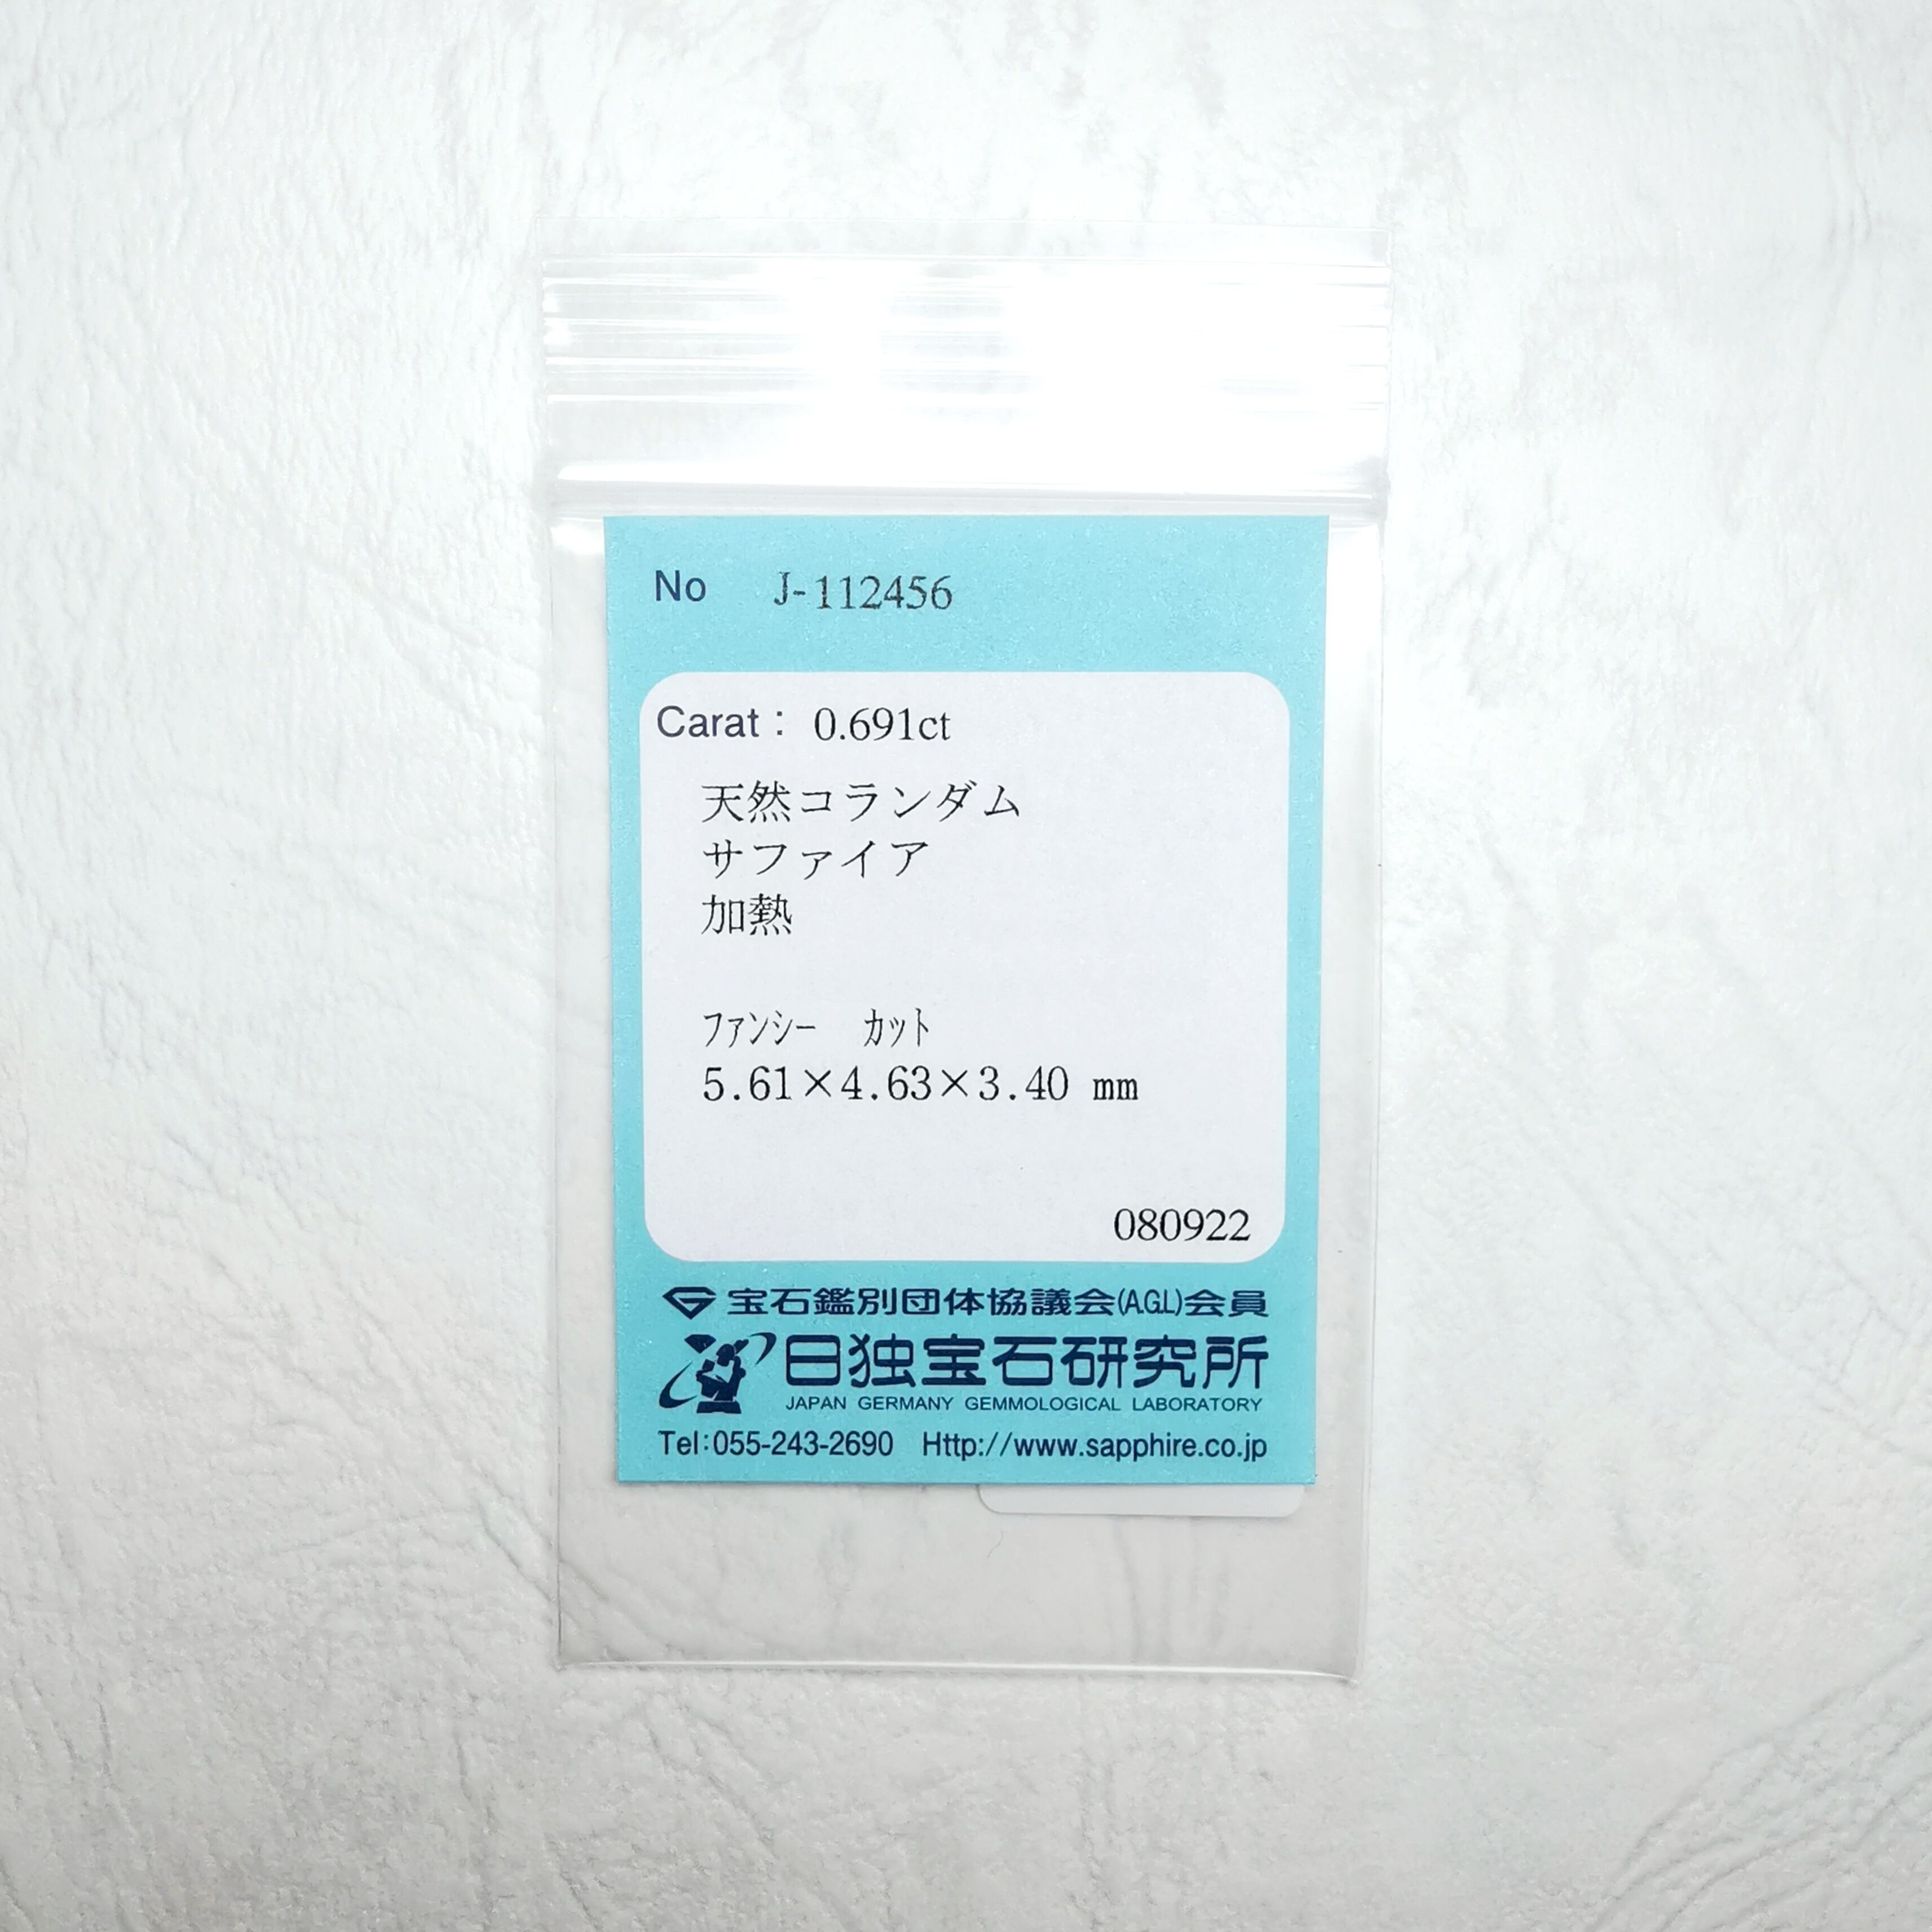 No J-112456
Carat： 0.691ct
天然コランダム
サファイア
加熱
ﾌｧﾝｼｰ ｶｯﾄ
5.61×4.63×3.40 mm
080922
宝石鑑別団体協議会(A.G.L)会員
日独宝石研究所
JAPAN GERMANY GEMMOLOGICAL LABORATORY
Tel:055-243-2690 Http://www.sapphire.co.jp